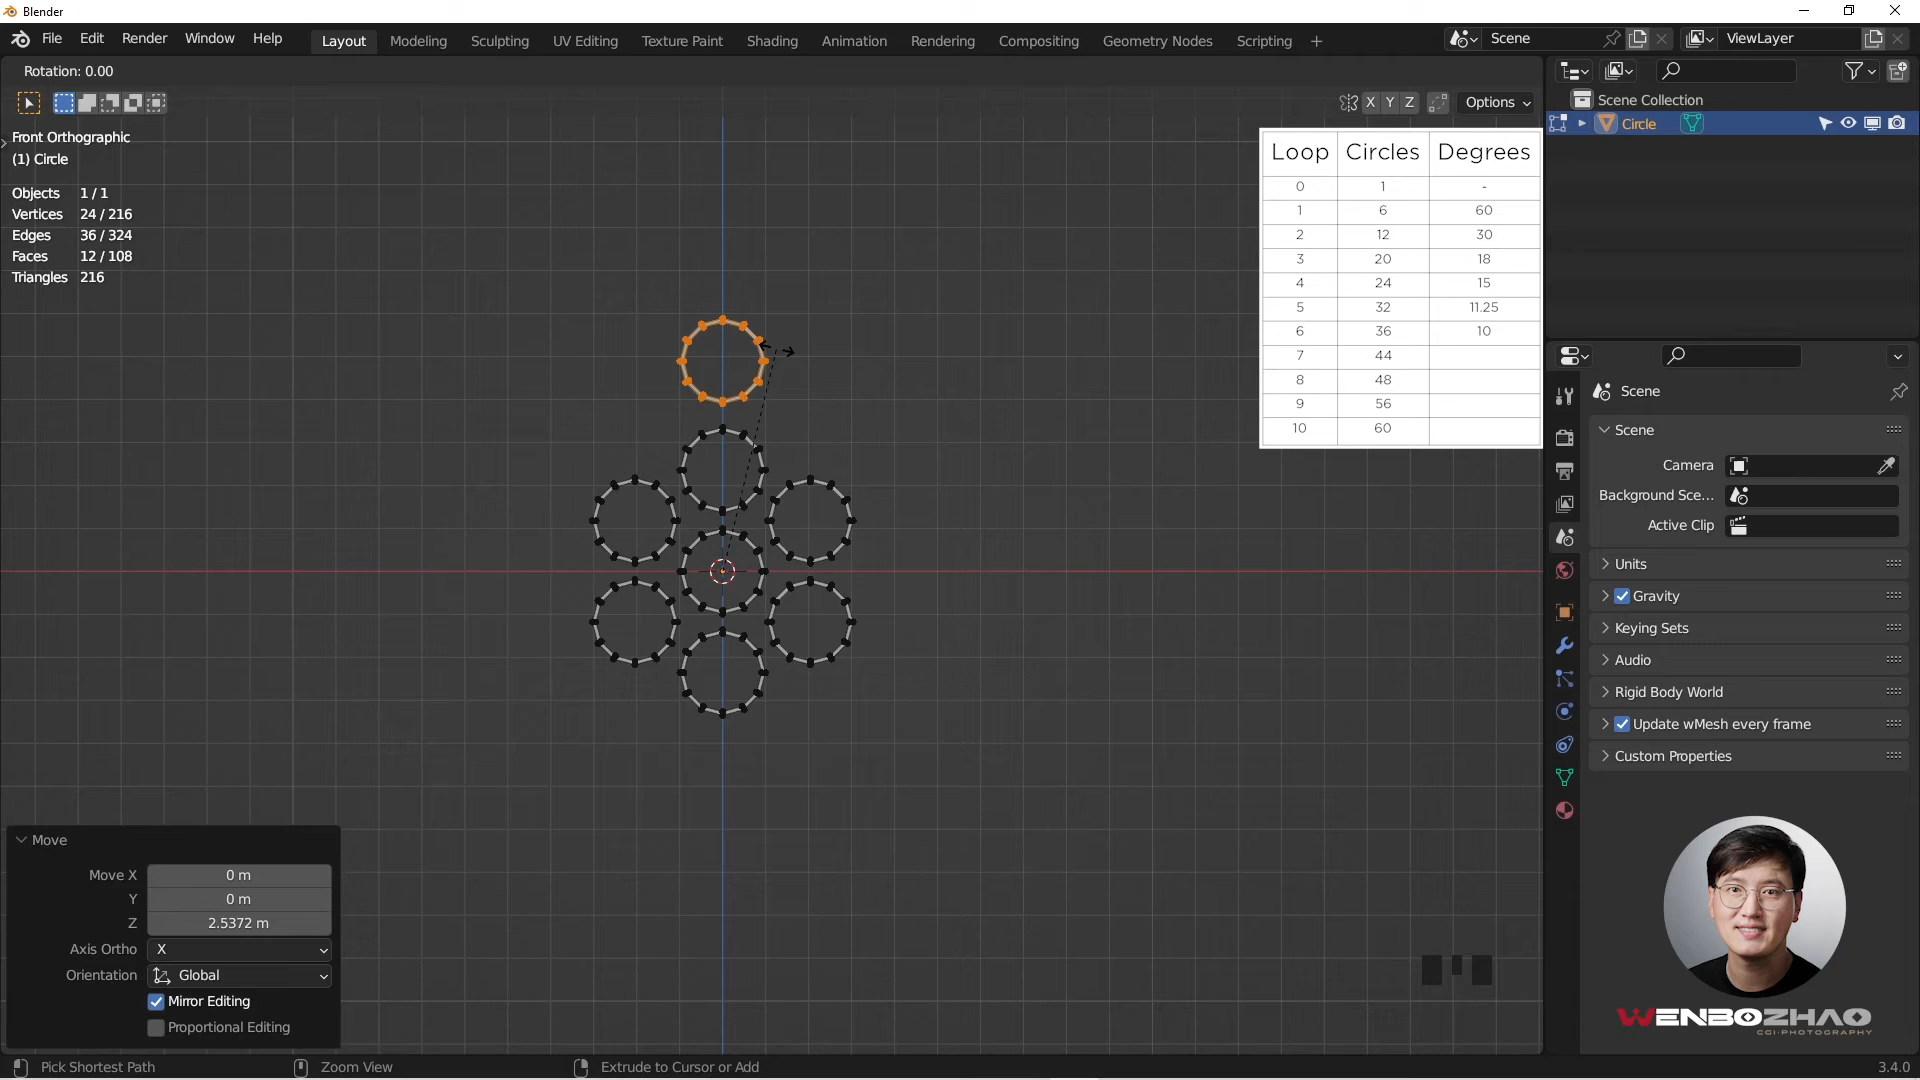 Blender
File Edit Render Window Help
Layout Modeling Sculpting UV Editing Texture Paint Shading Animation Rendering Compositing Geometry Nodes Scripting +
Scene
ViewLayer
Rotation: 0.00
X Y Z
Options
Front Orthographic
(1) Circle
Objects 1 / 1
Vertices 24 / 216
Edges 36 / 324
Faces 12 / 108
Triangles 216
Loop Circles Degrees
0 1 -
1 6 60
2 12 30
3 20 18
4 24 15
5 32 11.25
6 36 10
7 44
8 48
9 56
10 60
Scene Collection
Circle
Scene
Scene
Camera
Background Sce...
Active Clip
Units
Gravity
Keying Sets
Audio
Rigid Body World
Update wMesh every frame
Custom Properties
Move
Move X 0 m
Y 0 m
Z 2.5372 m
Axis Ortho X
Orientation Global
Mirror Editing
Proportional Editing
WENBOZHAO
CGI·PHOTOGRAPHY
Pick Shortest Path
Zoom View
Extrude to Cursor or Add
3.4.0